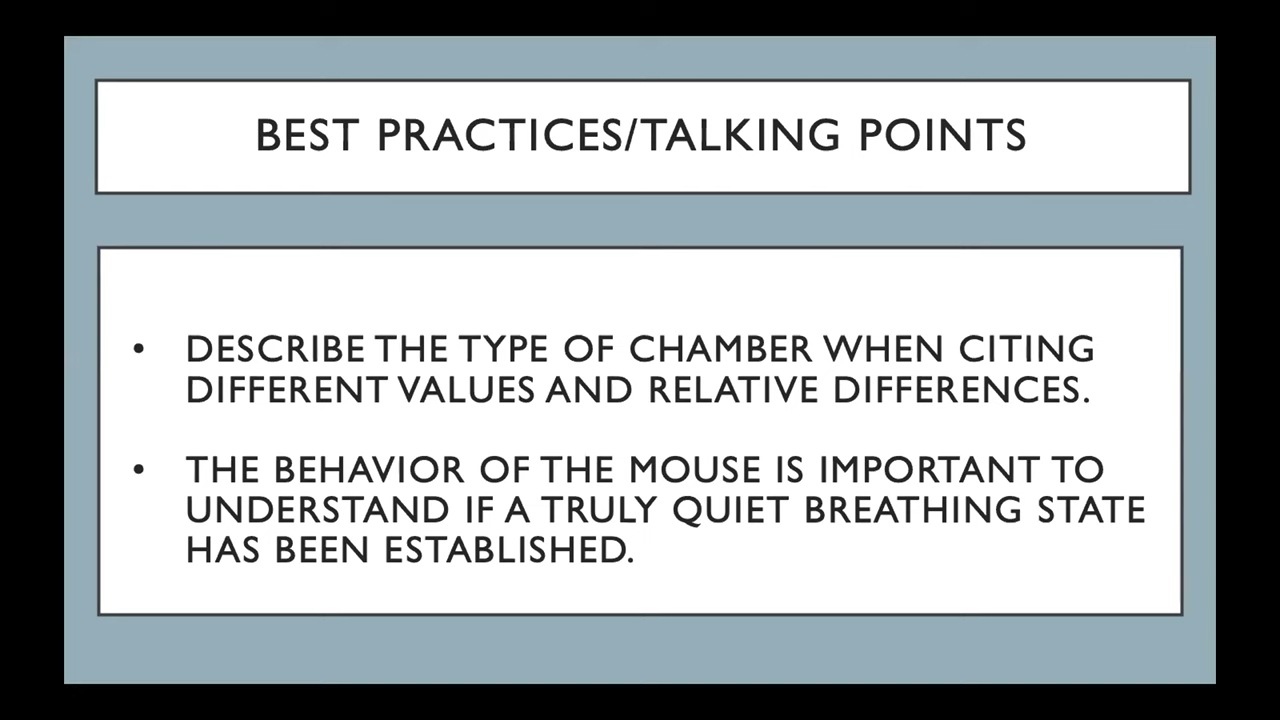 BEST PRACTICES/TALKING POINTS
• DESCRIBE THE TYPE OF CHAMBER WHEN CITING
DIFFERENT VALUES AND RELATIVE DIFFERENCES.
• THE BEHAVIOR OF THE MOUSE IS IMPORTANT TO
UNDERSTAND IF A TRULY QUIET BREATHING STATE
HAS BEEN ESTABLISHED.